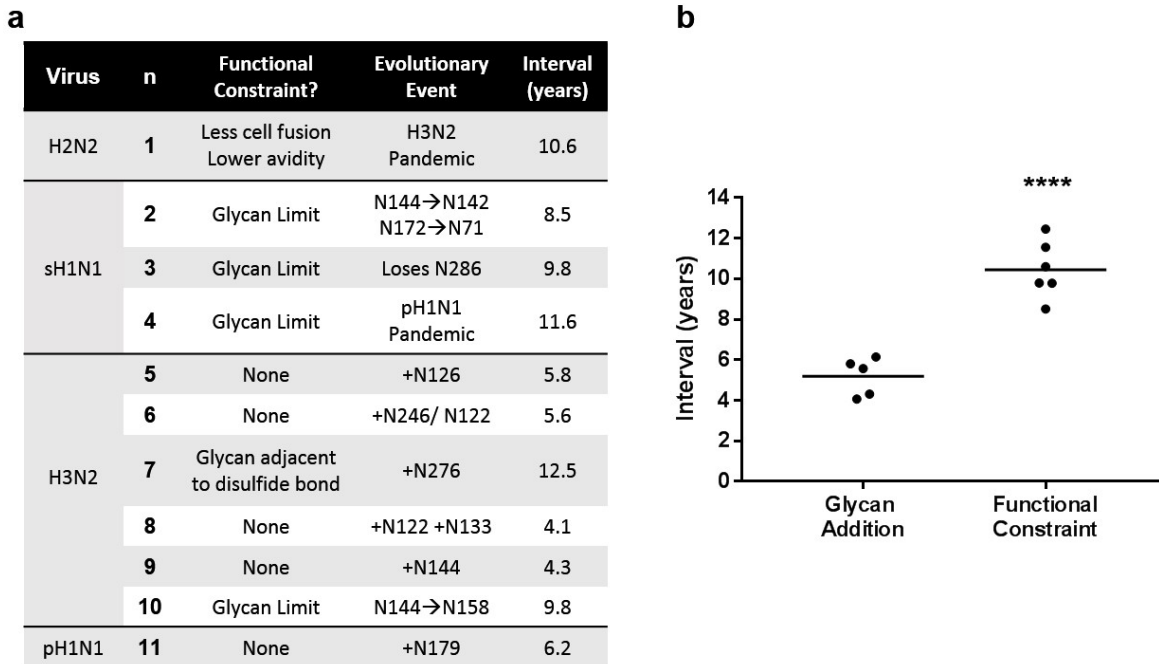 a
Virus n Functional Constraint? Evolutionary Event Interval (years)
H2N2 1 Less cell fusion Lower avidity H3N2 Pandemic 10.6
sH1N1
2 Glycan Limit N144→N142 N172→N71 8.5
3 Glycan Limit Loses N286 9.8
4 Glycan Limit pH1N1 Pandemic 11.6
H3N2
5 None +N126 5.8
6 None +N246/ N122 5.6
7 Glycan adjacent to disulfide bond +N276 12.5
8 None +N122 +N133 4.1
9 None +N144 4.3
10 Glycan Limit N144→N158 9.8
pH1N1 11 None +N179 6.2
b
****
Interval (years)
14
12
10
8
6
4
2
0
Glycan Addition
Functional Constraint